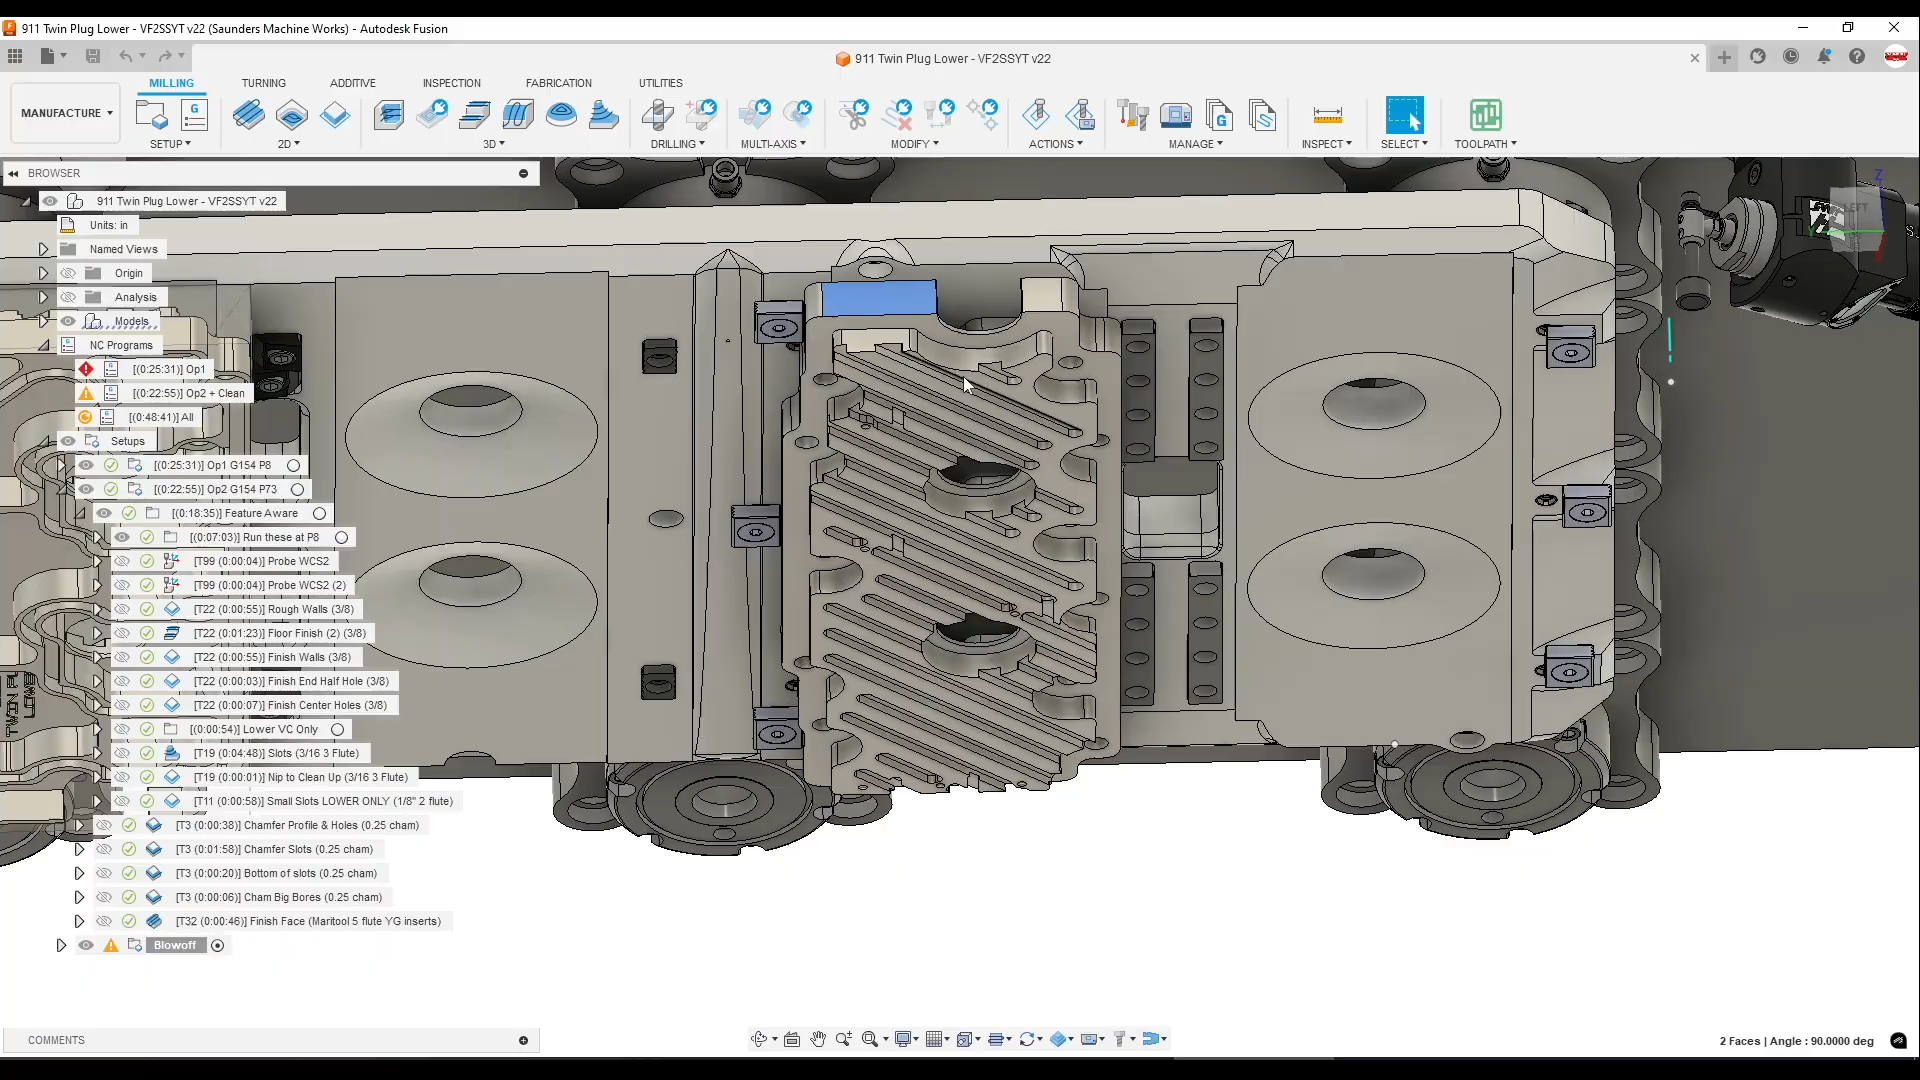 911 Twin Plug Lower - VF2SSYT v22 (Saunders Machine Works) - Autodesk Fusion
911 Twin Plug Lower - VF2SSYT v22
MILLING
TURNING
ADDITIVE
INSPECTION
FABRICATION
UTILITIES
MANUFACTURE
SETUP
2D
3D
DRILLING
MULTI-AXIS
MODIFY
ACTIONS
MANAGE
INSPECT
SELECT
TOOLPATH
BROWSER
911 Twin Plug Lower - VF2SSYT v22
Units: in
Named Views
Origin
Analysis
Models
NC Programs
[(0:25:31)] Op1
[(0:22:55)] Op2 + Clean
[(0:48:41)] All
Setups
[(0:25:31)] Op1 G154 P8
[(0:22:55)] Op2 G154 P73
[(0:18:35)] Feature Aware
[(0:07:03)] Run these at P8
[T99 (0:00:04)] Probe WCS2
[T99 (0:00:04)] Probe WCS2 (2)
[T22 (0:00:55)] Rough Walls (3/8)
[T22 (0:01:23)] Floor Finish (2) (3/8)
[T22 (0:00:55)] Finish Walls (3/8)
[T22 (0:00:03)] Finish End Half Hole (3/8)
[T22 (0:00:07)] Finish Center Holes (3/8)
[(0:00:54)] Lower VC Only
[T19 (0:04:48)] Slots (3/16 3 Flute)
[T19 (0:00:01)] Nip to Clean Up (3/16 3 Flute)
[T11 (0:00:58)] Small Slots LOWER ONLY (1/8" 2 flute)
[T3 (0:00:38)] Chamfer Profile & Holes (0.25 cham)
[T3 (0:01:58)] Chamfer Slots (0.25 cham)
[T3 (0:00:20)] Bottom of slots (0.25 cham)
[T3 (0:00:06)] Cham Big Bores (0.25 cham)
[T32 (0:00:46)] Finish Face (Maritool 5 flute YG inserts)
Blowoff
Z
LEFT
Y
COMMENTS
2 Faces | Angle : 90.0000 deg